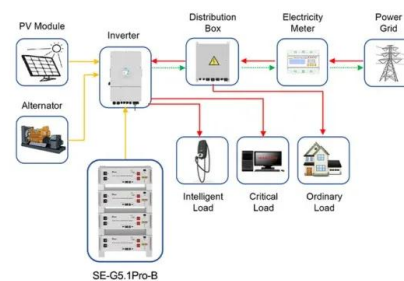 PV Module
Inverter
Distribution
Box
Electricity
Meter
Power
Grid
Alternator
Intelligent
Load
Critical
Load
Ordinary
Load
SE-G5.1Pro-B